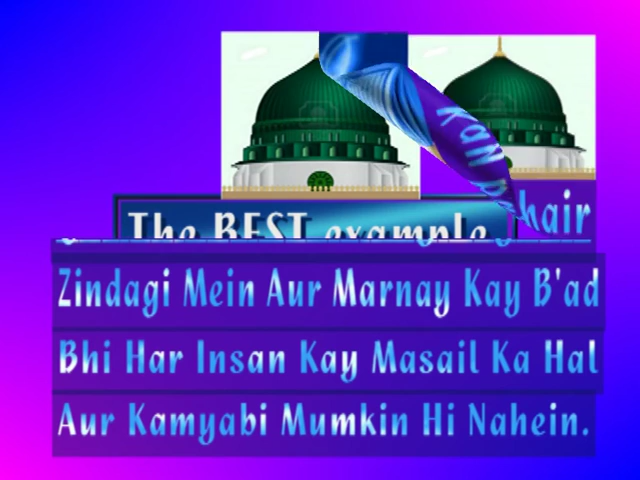 The BEST example
Zindagi Mein Aur Marnay Kay B'ad
Bhi Har Insan Kay Masail Ka Hal
Aur Kamyabi Mumkin Hi Nahein.